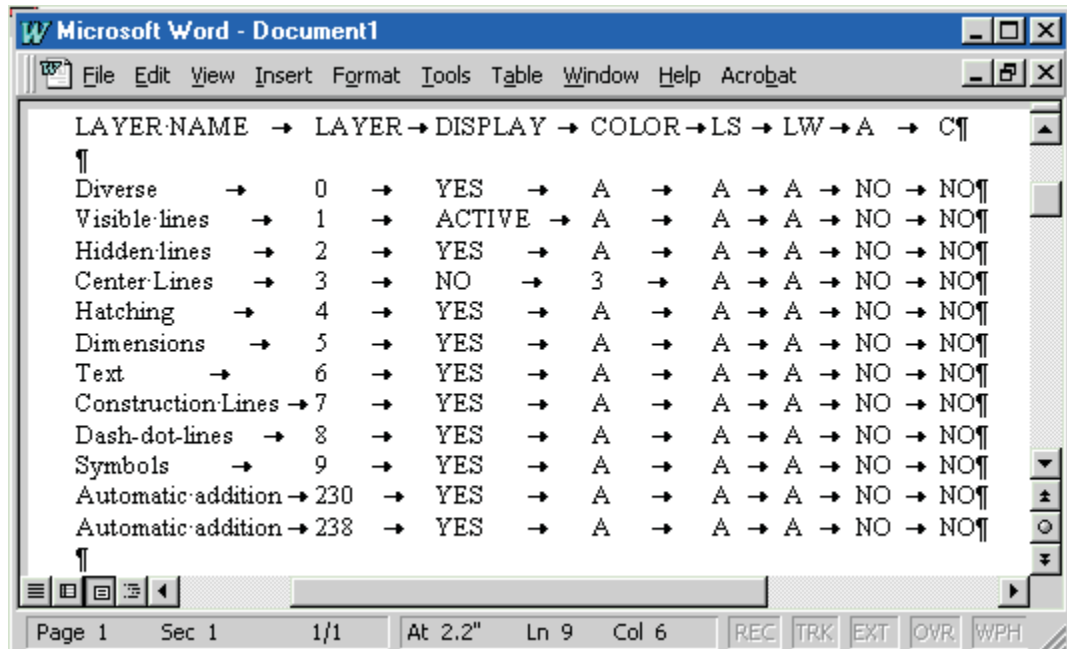 Microsoft Word - Document1
File Edit View Insert Format Tools Table Window Help Acrobat
LAYER·NAME → LAYER → DISPLAY → COLOR → LS → LW → A → C¶
¶
Diverse → 0 → YES → A → A → A → NO → NO¶
Visible·lines → 1 → ACTIVE → A → A → A → NO → NO¶
Hidden·lines → 2 → YES → A → A → A → NO → NO¶
Center·Lines → 3 → NO → 3 → A → A → NO → NO¶
Hatching → 4 → YES → A → A → A → NO → NO¶
Dimensions → 5 → YES → A → A → A → NO → NO¶
Text → 6 → YES → A → A → A → NO → NO¶
Construction·Lines → 7 → YES → A → A → A → NO → NO¶
Dash-dot-lines → 8 → YES → A → A → A → NO → NO¶
Symbols → 9 → YES → A → A → A → NO → NO¶
Automatic·addition → 230 → YES → A → A → A → NO → NO¶
Automatic·addition → 238 → YES → A → A → A → NO → NO¶
¶
Page 1 Sec 1 1/1 At 2.2" Ln 9 Col 6 REC TRK EXT OVR WPH